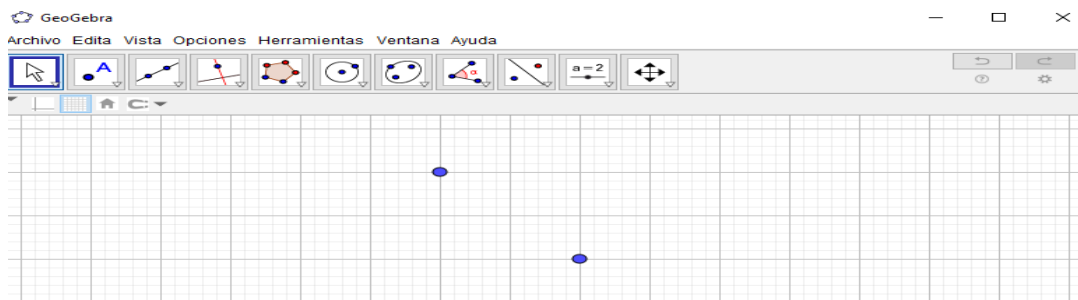 GeoGebra
Archivo Edita Vista Opciones Herramientas Ventana Ayuda
A α a = 2